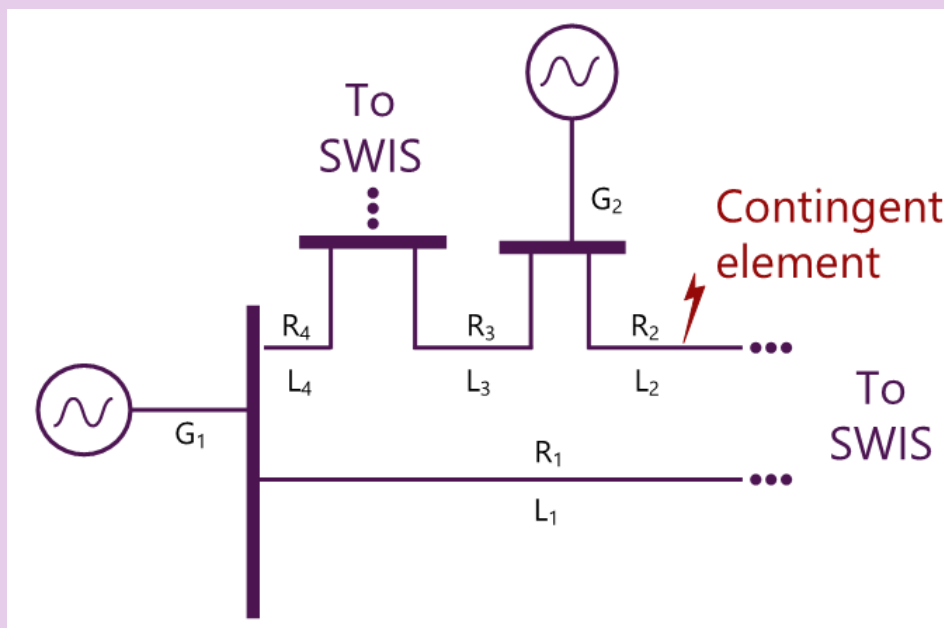 To
SWIS
G₂
Contingent
element
R₄
R₃
R₂
L₄
L₃
L₂
To
SWIS
G₁
R₁
L₁